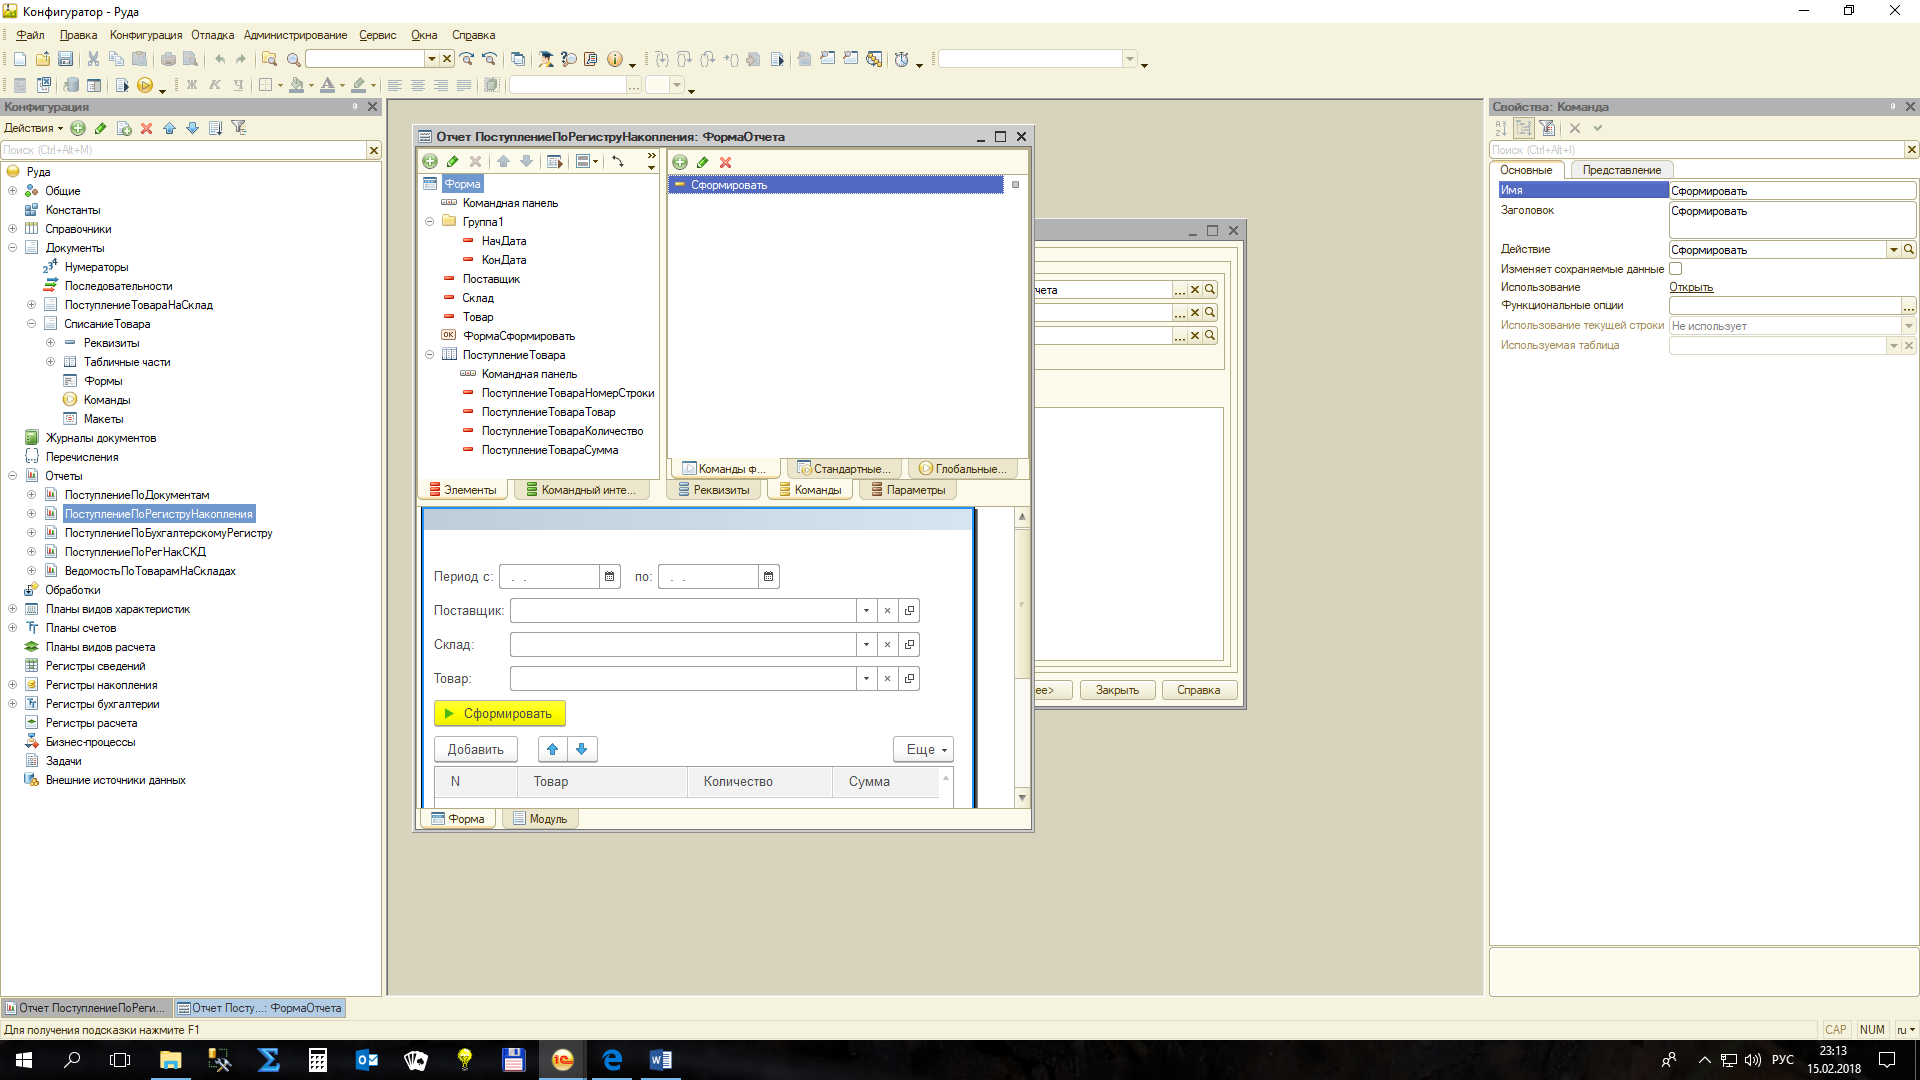 Конфигуратор - Руда
Файл Правка Конфигурация Отладка Администрирование Сервис Окна Справка
Конфигурация
Действия
Поиск (Ctrl+Alt+M)
Руда
Общие
Константы
Справочники
Документы
Нумераторы
Последовательности
ПоступлениеТовараНаСклад
СписаниеТовара
Реквизиты
Табличные части
Формы
Команды
Макеты
Журналы документов
Перечисления
Отчеты
ПоступлениеПоДокументам
ПоступлениеПоРегиструНакопления
ПоступлениеПоБухгалтерскомуРегистру
ПоступлениеПоРегНакСКД
ВедомостьПоТоварамНаСкладах
Обработки
Планы видов характеристик
Планы счетов
Планы видов расчета
Регистры сведений
Регистры накопления
Регистры бухгалтерии
Регистры расчета
Бизнес-процессы
Задачи
Внешние источники данных
Отчет ПоступлениеПоРегиструНакопления: ФормаОтчета
Форма
Командная панель
Группа1
НачДата
КонДата
Поставщик
Склад
Товар
ФормаСформировать
ПоступлениеТовара
Командная панель
ПоступлениеТовараНомерСтроки
ПоступлениеТовараТовар
ПоступлениеТовараКоличество
ПоступлениеТовараСумма
Элементы Командный инте...
Сформировать
Команды ф... Стандартные... Глобальные...
Реквизиты Команды Параметры
Период с: . . по: . .
Поставщик:
Склад:
Товар:
Сформировать
Добавить Еще
N Товар Количество Сумма
Форма Модуль
чета
ее> Закрыть Справка
Свойства: Команда
Поиск (Ctrl+Alt+I)
Основные Представление
Имя Сформировать
Заголовок Сформировать
Действие Сформировать
Изменяет сохраняемые данные
Использование Открыть
Функциональные опции
Использование текущей строки Не использует
Используемая таблица
Отчет ПоступлениеПоРеги... Отчет Посту...: ФормаОтчета
Для получения подсказки нажмите F1 CAP NUM ru
РУС 23:13
15.02.2018